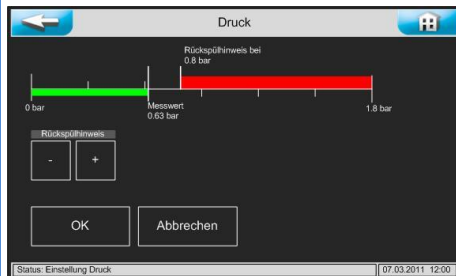 Druck
Rückspülhinweis bei
0.8 bar
0 bar
Messwert
0.63 bar
1.8 bar
Rückspülhinweis
- +
OK Abbrechen
Status: Einstellung Druck 07.03.2011 12:00